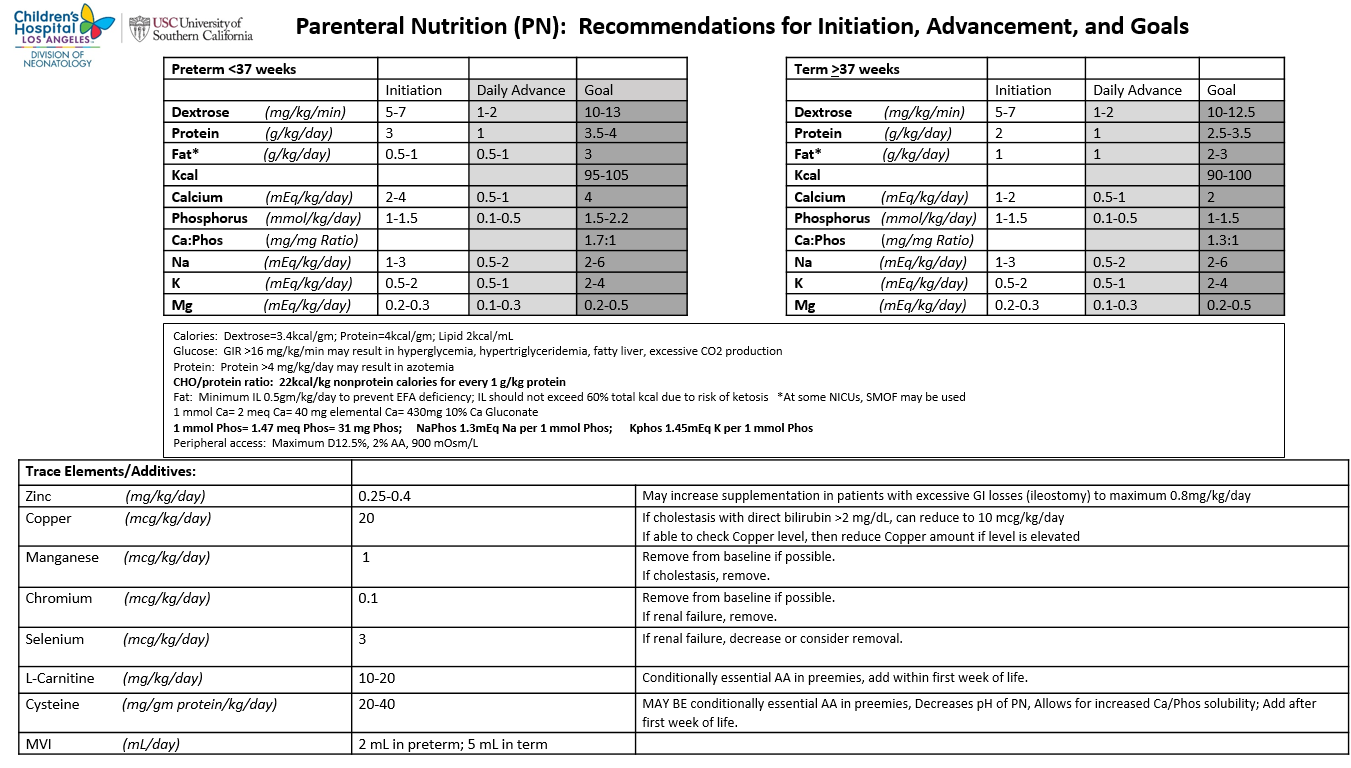 Children's Hospital LOS ANGELES
DIVISION OF NEONATOLOGY
USC University of Southern California
Parenteral Nutrition (PN):  Recommendations for Initiation, Advancement, and Goals
Preterm <37 weeks
Initiation Daily Advance Goal
Dextrose (mg/kg/min) 5-7 1-2 10-13
Protein (g/kg/day) 3 1 3.5-4
Fat* (g/kg/day) 0.5-1 0.5-1 3
Kcal 95-105
Calcium (mEq/kg/day) 2-4 0.5-1 4
Phosphorus (mmol/kg/day) 1-1.5 0.1-0.5 1.5-2.2
Ca:Phos (mg/mg Ratio) 1.7:1
Na (mEq/kg/day) 1-3 0.5-2 2-6
K (mEq/kg/day) 0.5-2 0.5-1 2-4
Mg (mEq/kg/day) 0.2-0.3 0.1-0.3 0.2-0.5
Term ≥37 weeks
Initiation Daily Advance Goal
Dextrose (mg/kg/min) 5-7 1-2 10-12.5
Protein (g/kg/day) 2 1 2.5-3.5
Fat* (g/kg/day) 1 1 2-3
Kcal 90-100
Calcium (mEq/kg/day) 1-2 0.5-1 2
Phosphorus (mmol/kg/day) 1-1.5 0.1-0.5 1-1.5
Ca:Phos (mg/mg Ratio) 1.3:1
Na (mEq/kg/day) 1-3 0.5-2 2-6
K (mEq/kg/day) 0.5-2 0.5-1 2-4
Mg (mEq/kg/day) 0.2-0.3 0.1-0.3 0.2-0.5
Calories:  Dextrose=3.4kcal/gm; Protein=4kcal/gm; Lipid 2kcal/mL
Glucose:  GIR >16 mg/kg/min may result in hyperglycemia, hypertriglyceridemia, fatty liver, excessive CO2 production
Protein:  Protein >4 mg/kg/day may result in azotemia
CHO/protein ratio:  22kcal/kg nonprotein calories for every 1 g/kg protein
Fat:  Minimum IL 0.5gm/kg/day to prevent EFA deficiency; IL should not exceed 60% total kcal due to risk of ketosis   *At some NICUs, SMOF may be used
1 mmol Ca= 2 meq Ca= 40 mg elemental Ca= 430mg 10% Ca Gluconate
1 mmol Phos= 1.47 meq Phos= 31 mg Phos;     NaPhos 1.3mEq Na per 1 mmol Phos;     Kphos 1.45mEq K per 1 mmol Phos
Peripheral access:  Maximum D12.5%, 2% AA, 900 mOsm/L
Trace Elements/Additives:
Zinc (mg/kg/day) 0.25-0.4 May increase supplementation in patients with excessive GI losses (ileostomy) to maximum 0.8mg/kg/day
Copper (mcg/kg/day) 20 If cholestasis with direct bilirubin >2 mg/dL, can reduce to 10 mcg/kg/day
If able to check Copper level, then reduce Copper amount if level is elevated
Manganese (mcg/kg/day) 1 Remove from baseline if possible.
If cholestasis, remove.
Chromium (mcg/kg/day) 0.1 Remove from baseline if possible.
If renal failure, remove.
Selenium (mcg/kg/day) 3 If renal failure, decrease or consider removal.
L-Carnitine (mg/kg/day) 10-20 Conditionally essential AA in preemies, add within first week of life.
Cysteine (mg/gm protein/kg/day) 20-40 MAY BE conditionally essential AA in preemies, Decreases pH of PN, Allows for increased Ca/Phos solubility; Add after
first week of life.
MVI (mL/day) 2 mL in preterm; 5 mL in term